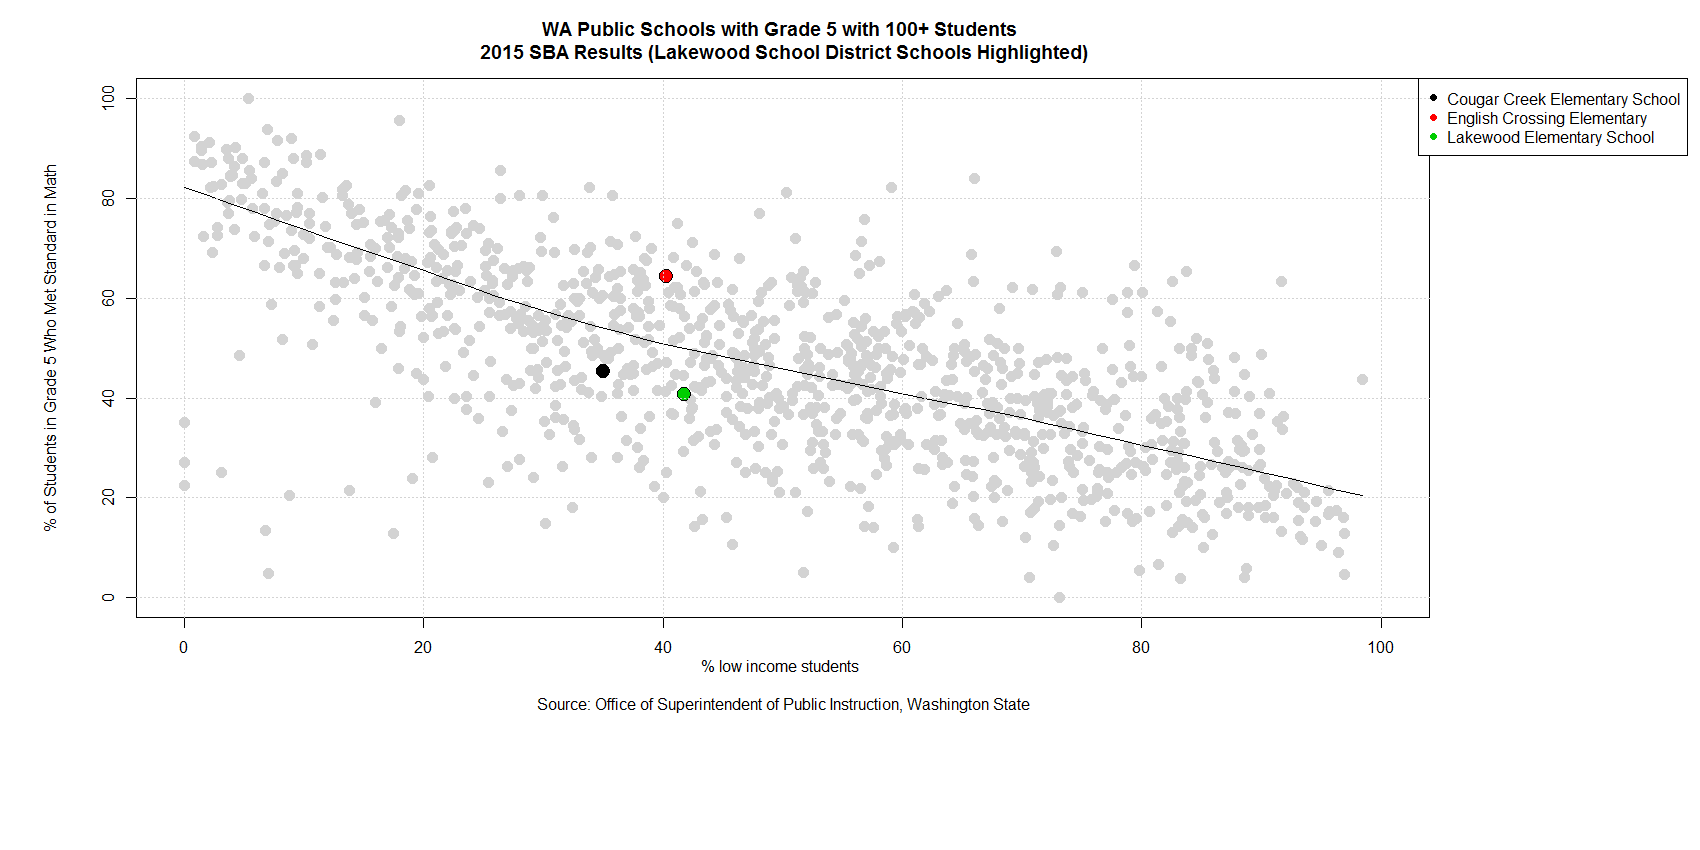 WA Public Schools with Grade 5 with 100+ Students
2015 SBA Results (Lakewood School District Schools Highlighted)
Cougar Creek Elementary School
English Crossing Elementary
Lakewood Elementary School
% of Students in Grade 5 Who Met Standard in Math
100
80
60
40
20
0
0 20 40 60 80 100
% low income students
Source: Office of Superintendent of Public Instruction, Washington State